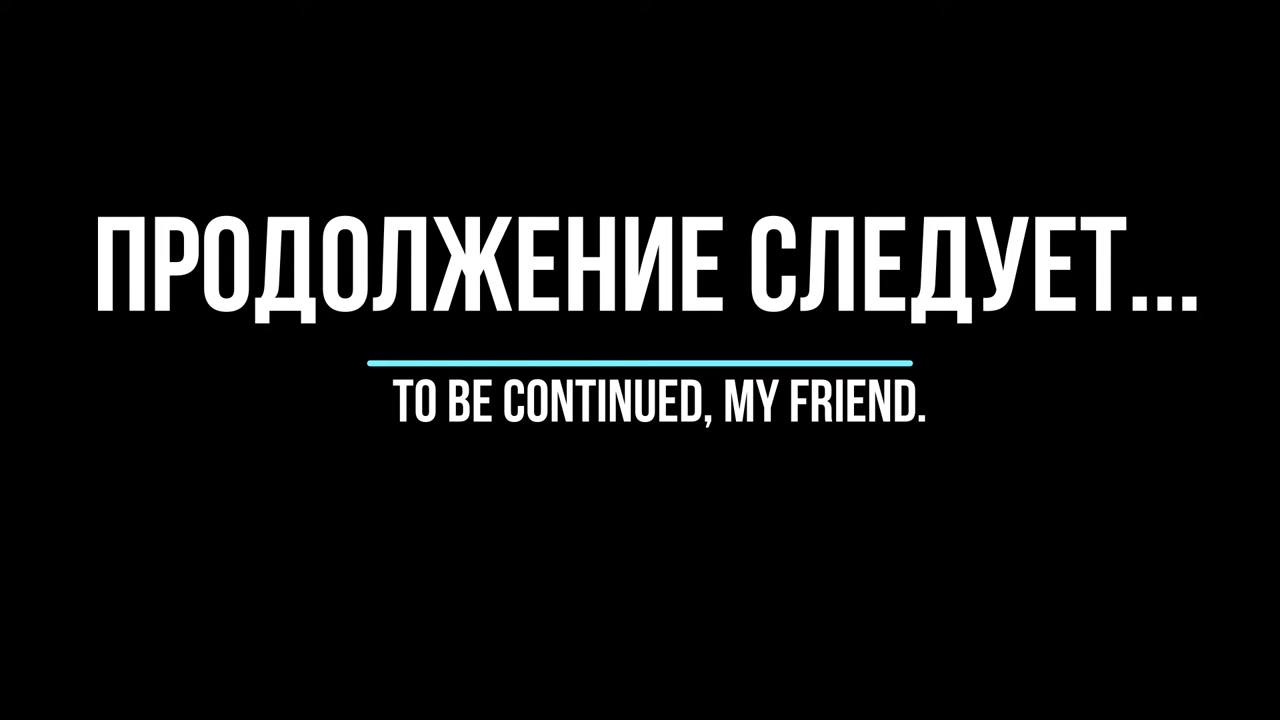 ПРОДОЛЖЕНИЕ СЛЕДУЕТ...
TO BE CONTINUED, MY FRIEND.